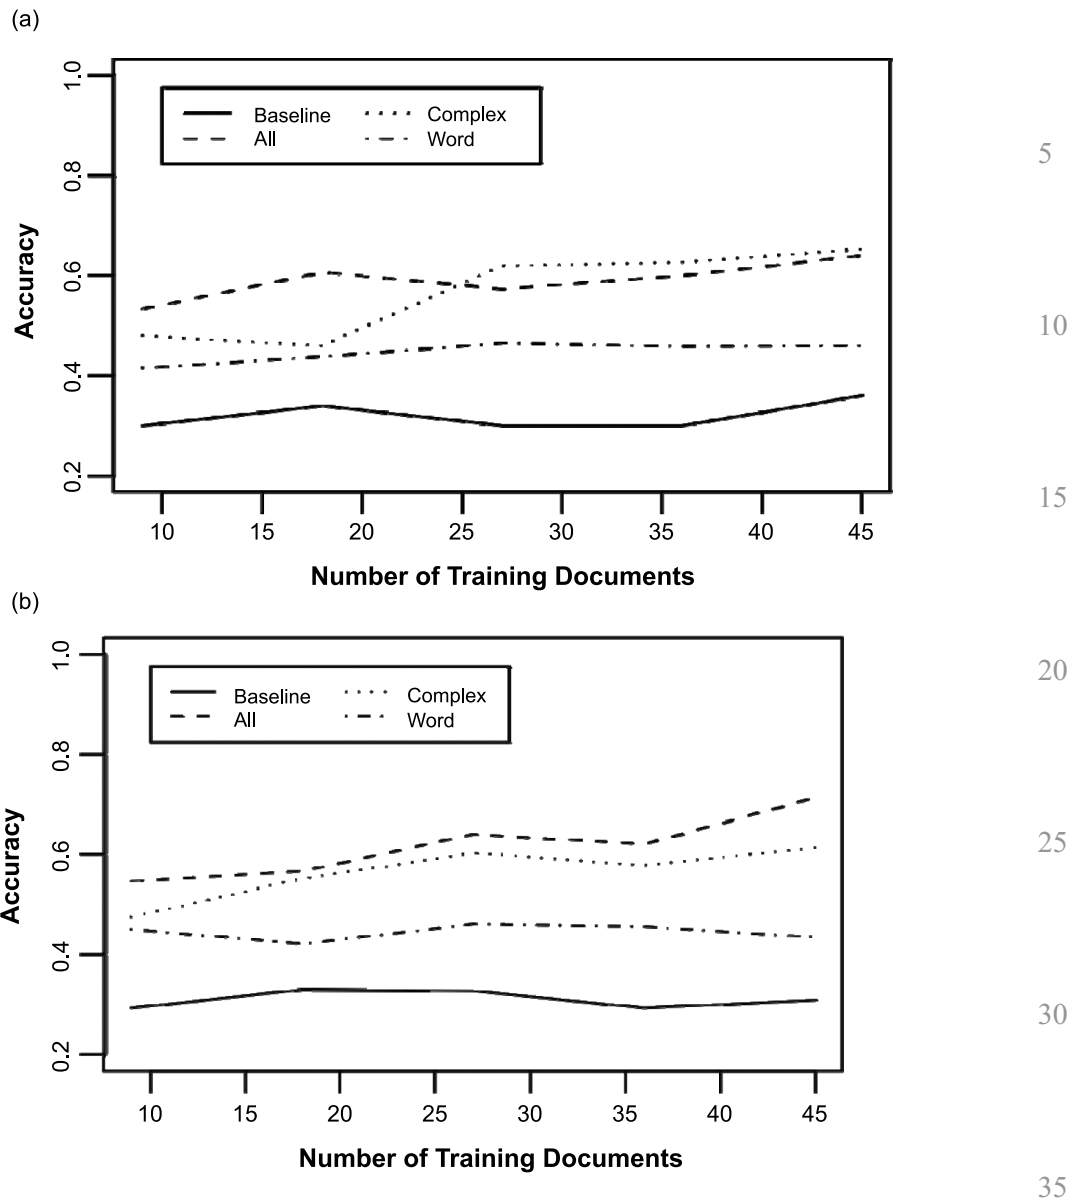 (a)
1.0
0.8
0.6
0.4
0.2
Accuracy
Baseline
Complex
All
Word
10 15 20 25 30 35 40 45
Number of Training Documents
(b)
1.0
0.8
0.6
0.4
0.2
Accuracy
Baseline
Complex
All
Word
10 15 20 25 30 35 40 45
Number of Training Documents
5
10
15
20
25
30
35